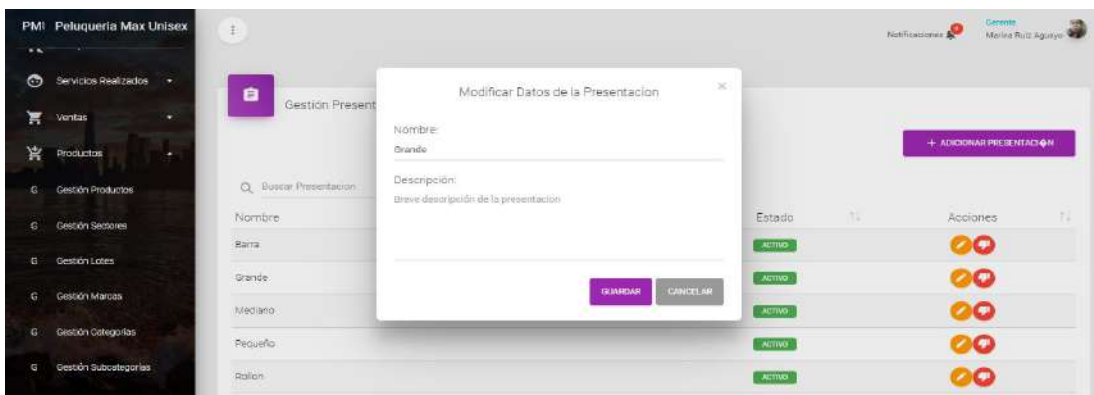 PMI Peluqueria Max Unisex
Servicios Realizados
Ventas
Productos
G Gestión Productos
G Gestión Sectores
G Gestión Lotes
G Gestión Marcas
G Gestión Categorías
G Gestión Subcategorías
Notificaciones
Gerente
Marina Ruiz Aguayo
Gestión Present
+ ADICIONAR PRESENTACI�N
Buscar Presentacion
Nombre Estado Acciones
Barra ACTIVO
Grande ACTIVO
Mediano ACTIVO
Pequeño ACTIVO
Rollon ACTIVO
Modificar Datos de la Presentacion ×
Nombre:
Grande
Descripción:
Breve descripción de la presentacion
GUARDAR CANCELAR